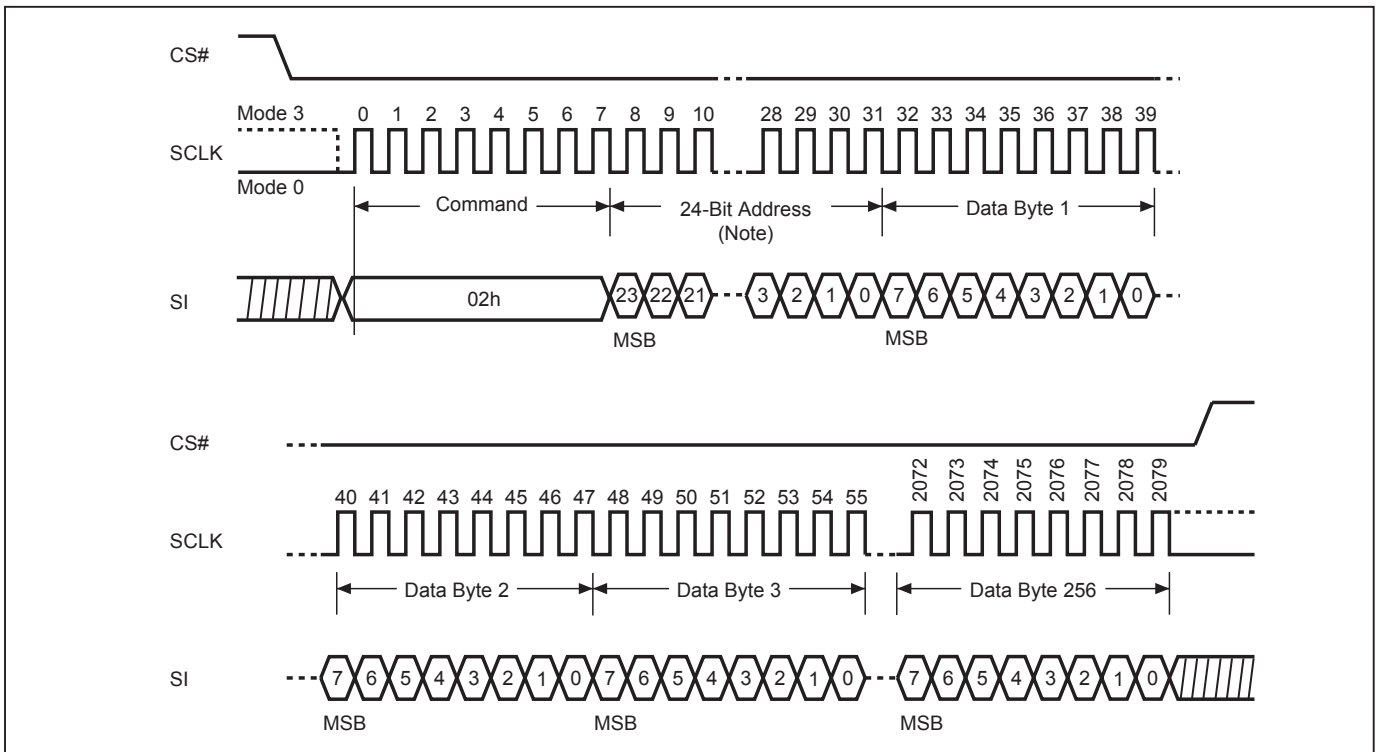 CS#
Mode 3
0 1 2 3 4 5 6 7 8 9 10 28 29 30 31 32 33 34 35 36 37 38 39
SCLK
Mode 0
Command
24-Bit Address
(Note)
Data Byte 1
SI
02h
23 22 21 3 2 1 0 7 6 5 4 3 2 1 0
MSB MSB
CS#
40 41 42 43 44 45 46 47 48 49 50 51 52 53 54 55 2072 2073 2074 2075 2076 2077 2078 2079
SCLK
Data Byte 2 Data Byte 3 Data Byte 256
SI
7 6 5 4 3 2 1 0 7 6 5 4 3 2 1 0 7 6 5 4 3 2 1 0
MSB MSB MSB